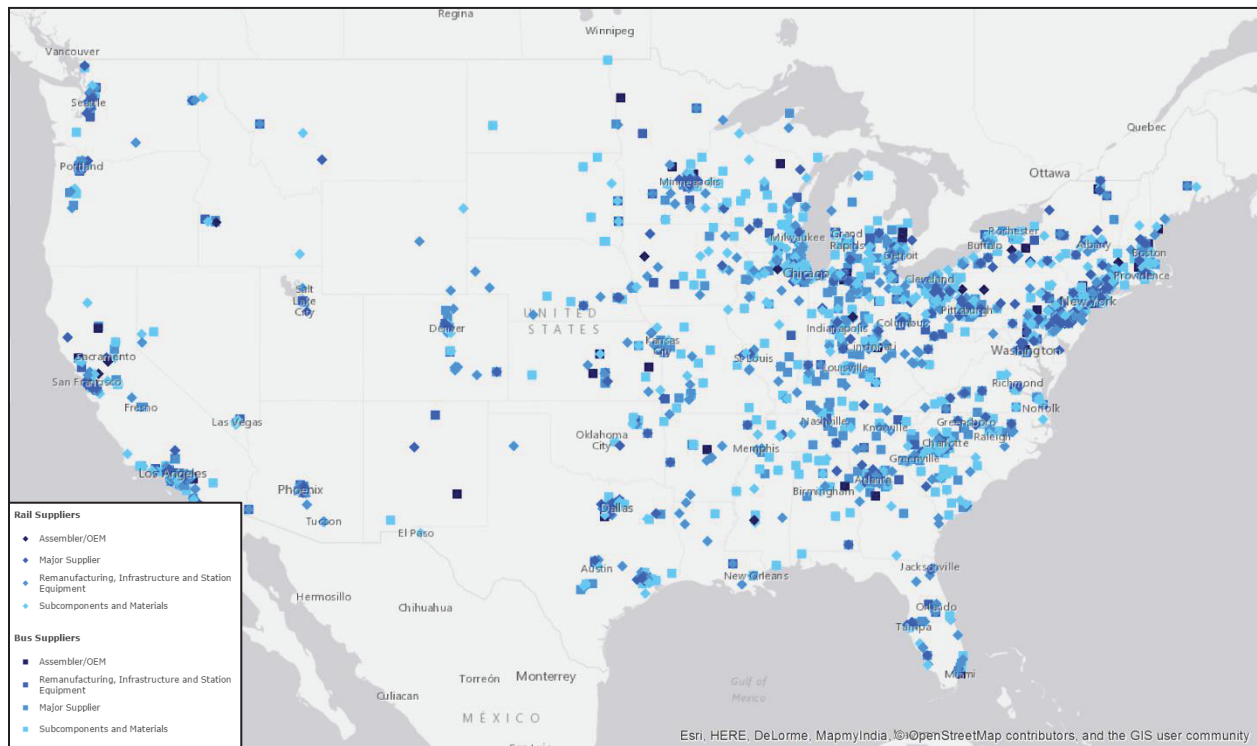 Regina
Winnipeg
Vancouver
Seattle
Quebec
Portland
Ottawa
Minneapolis
Rochester
Milwaukee
Grand
Rapids
Buffalo
Albany
Boston
Detroit
Providence
Chicago
Cleveland
New York
Salt
Lake
City
UNITED
STATES
Pittsburgh
Denver
Indianapolis
Columbus
Sacramento
Kansas
City
Cincinnati
Washington
St Louis
San Francisco
Louisville
Richmond
Fresno
Norfolk
Las Vegas
Nashville
Knoxville
Greensboro
Raleigh
Oklahoma
City
Memphis
Charlotte
Greenville
Los Angeles
Phoenix
Atlanta
Birmingham
Dallas
Tucson
El Paso
Austin
New Orleans
Jacksonville
Hermosillo
Chihuahua
Orlando
Tampa
Miami
Torreón
Monterrey
Gulf of
Mexico
Culiacan
MÉXICO
Rail Suppliers
Assembler/OEM
Major Supplier
Remanufacturing, Infrastructure and Station
Equipment
Subcomponents and Materials
Bus Suppliers
Assembler/OEM
Remanufacturing, Infrastructure and Station
Equipment
Major Supplier
Subcomponents and Materials
Esri, HERE, DeLorme, MapmyIndia, © OpenStreetMap contributors, and the GIS user community